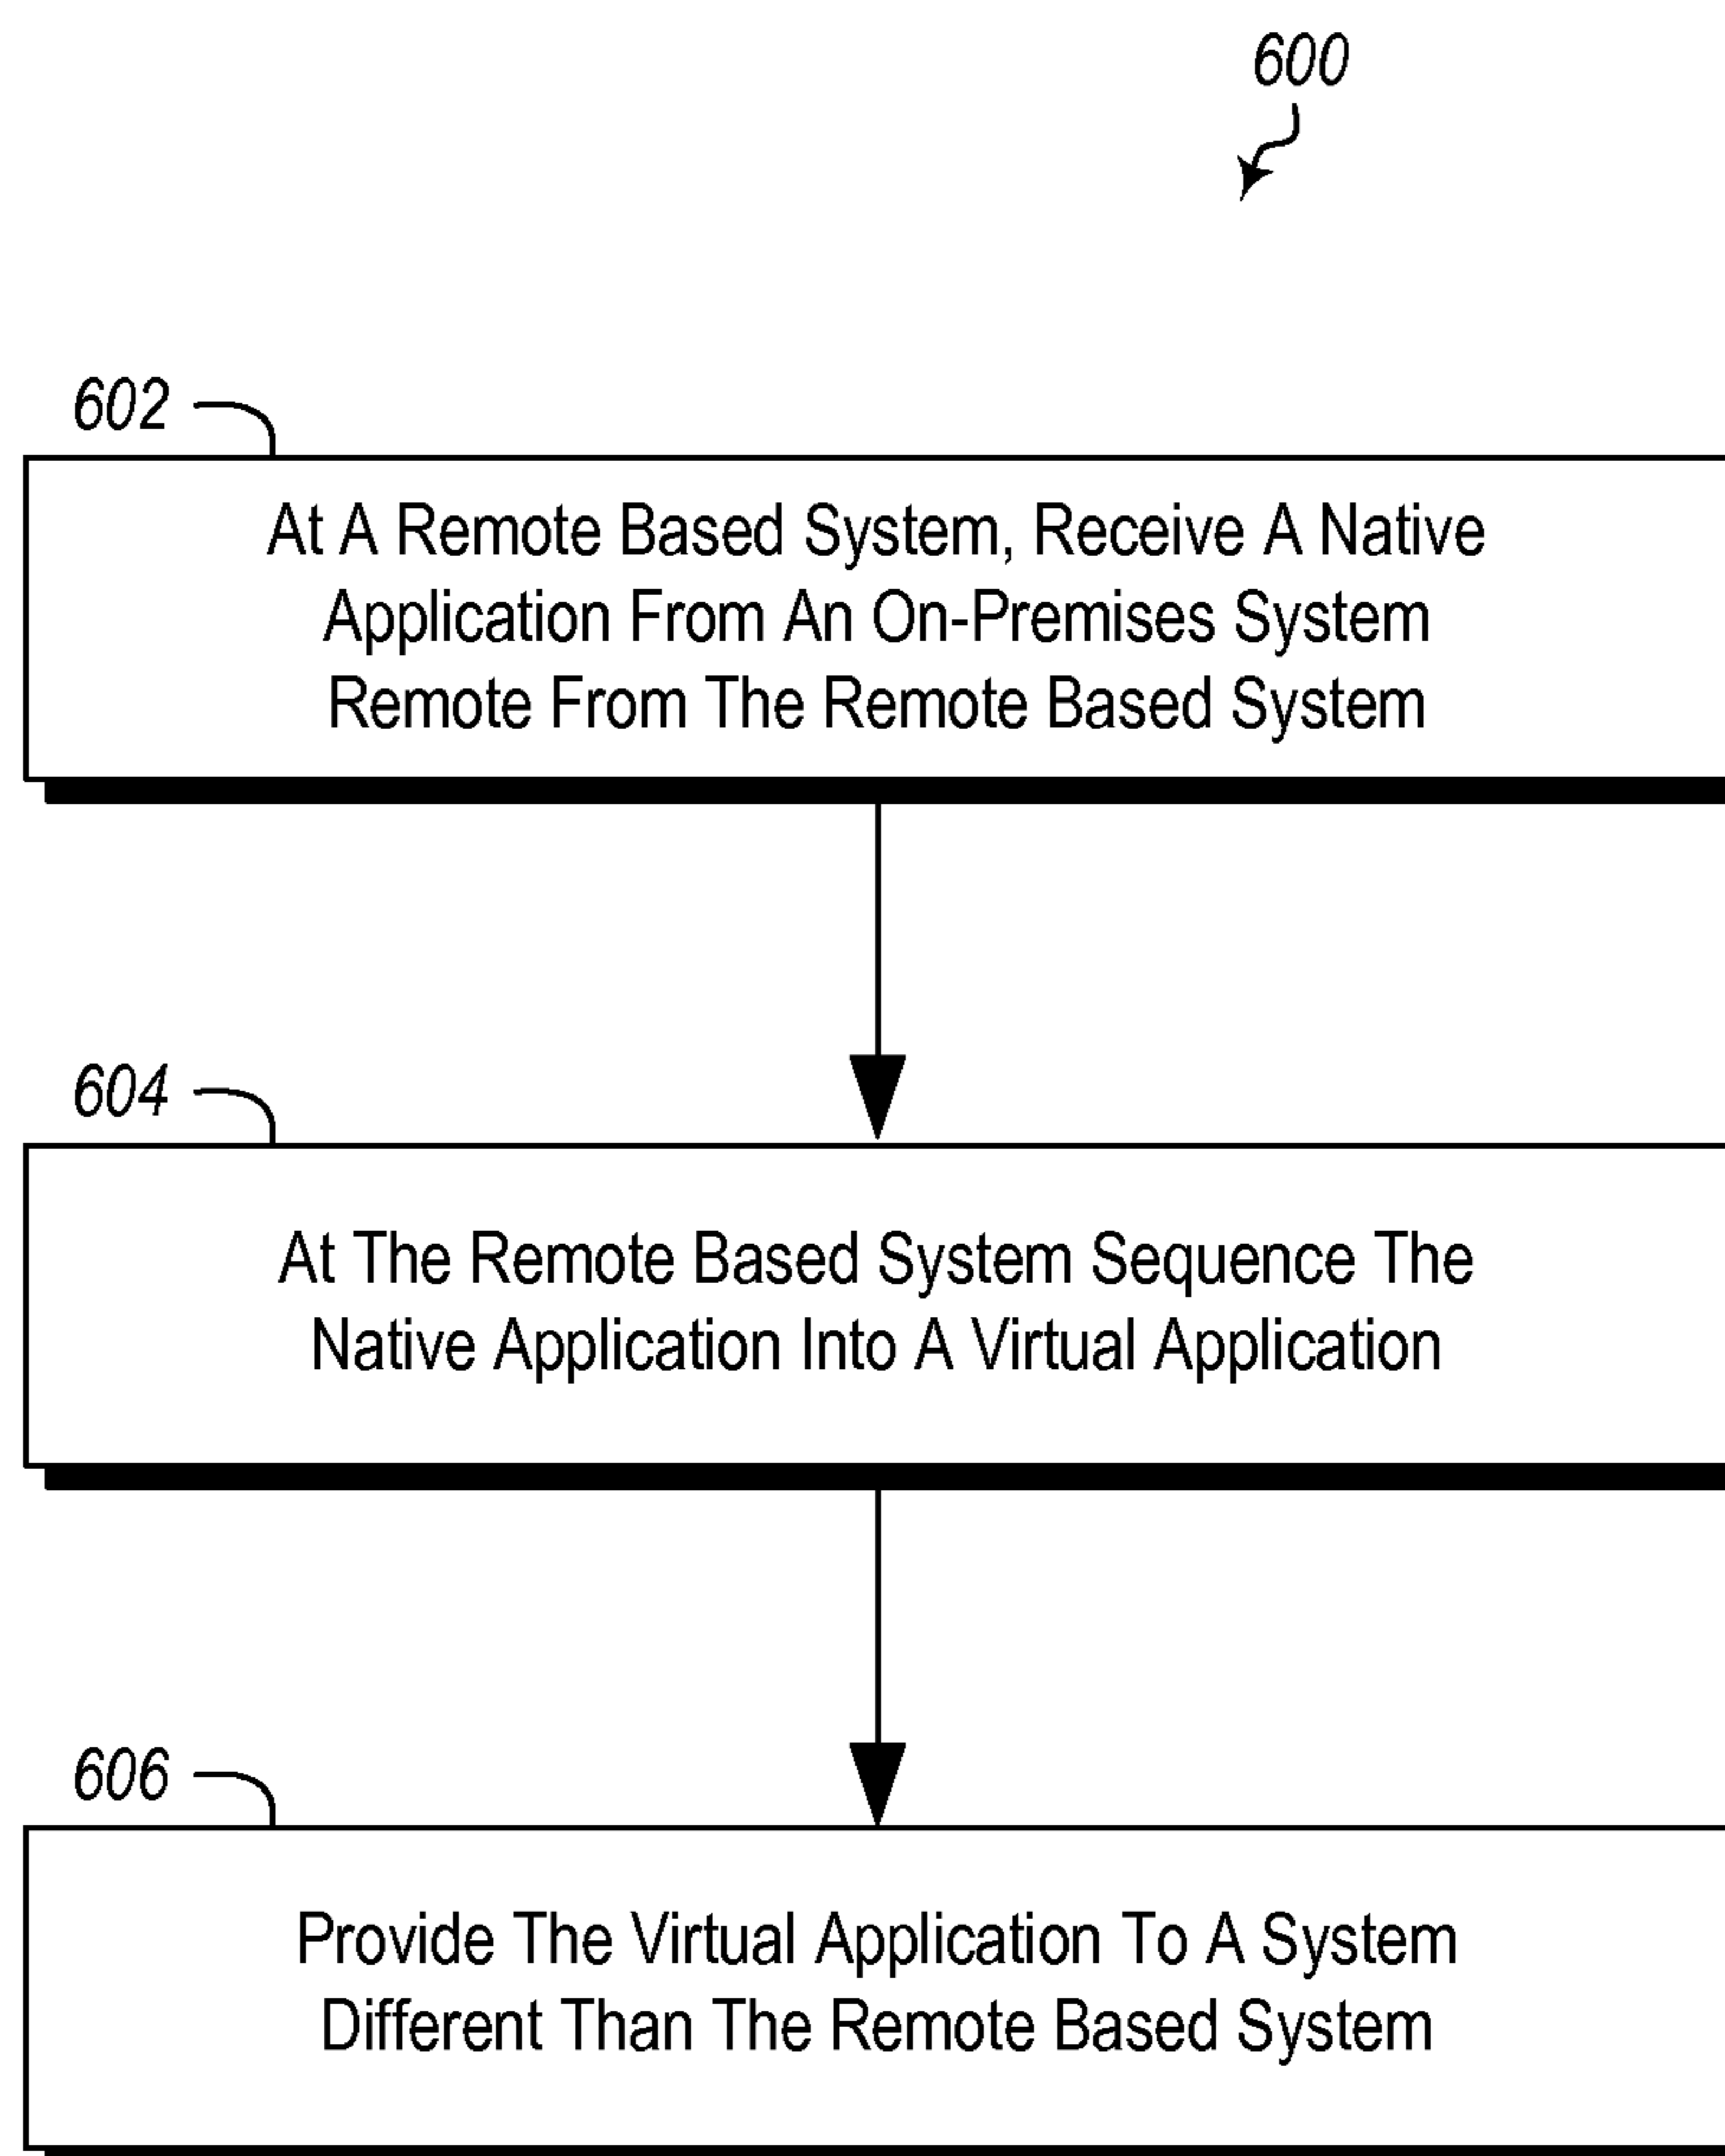 600
602
At A Remote Based System, Receive A Native
Application From An On-Premises System
Remote From The Remote Based System
604
At The Remote Based System Sequence The
Native Application Into A Virtual Application
606
Provide The Virtual Application To A System
Different Than The Remote Based System